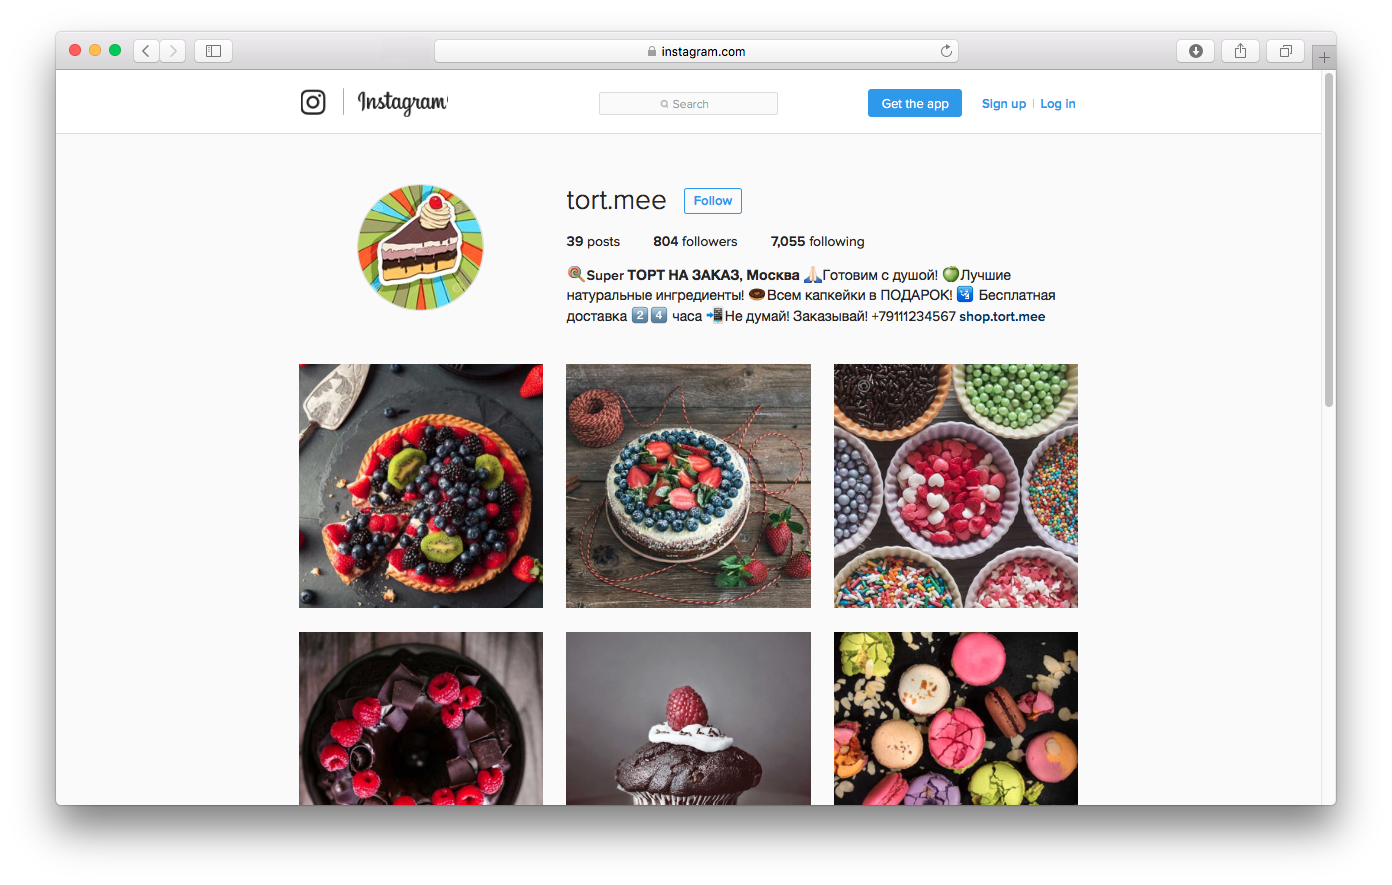 instagram.com
Instagram
Search
Get the app
Sign up | Log in
tort.mee
Follow
39 posts 804 followers 7,055 following
🍭Super ТОРТ НА ЗАКАЗ, Москва 🙏🏻Готовим с душой! 🍏Лучшие
натуральные ингредиенты! 🍩Всем капкейки в ПОДАРОК! 🛂 Бесплатная
доставка 2️⃣4️⃣ часа 📲Не думай! Заказывай! +79111234567 shop.tort.mee